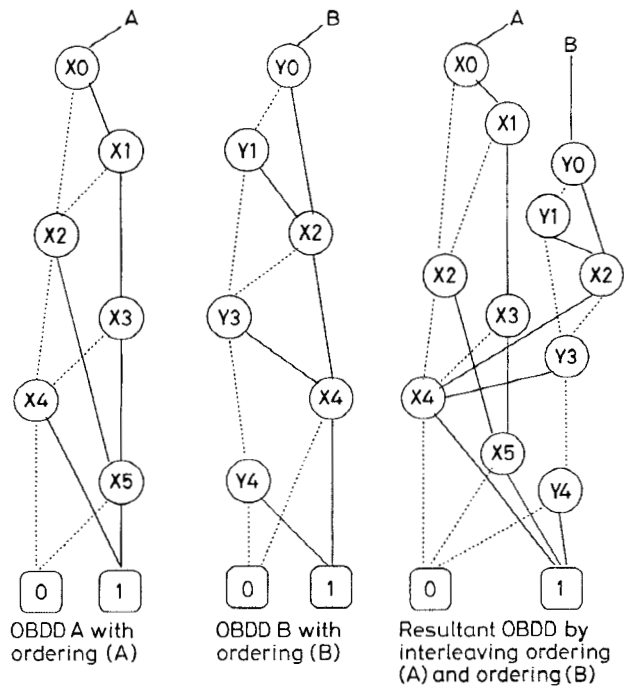 A
X0
X1
X2
X3
X4
X5
0
1
OBDD A with
ordering (A)
B
Y0
Y1
X2
Y3
X4
Y4
0
1
OBDD B with
ordering (B)
A
B
X0
X1
Y0
Y1
X2
X2
X3
Y3
X4
X5
Y4
0
1
Resultant OBDD by
interleaving ordering
(A) and ordering (B)